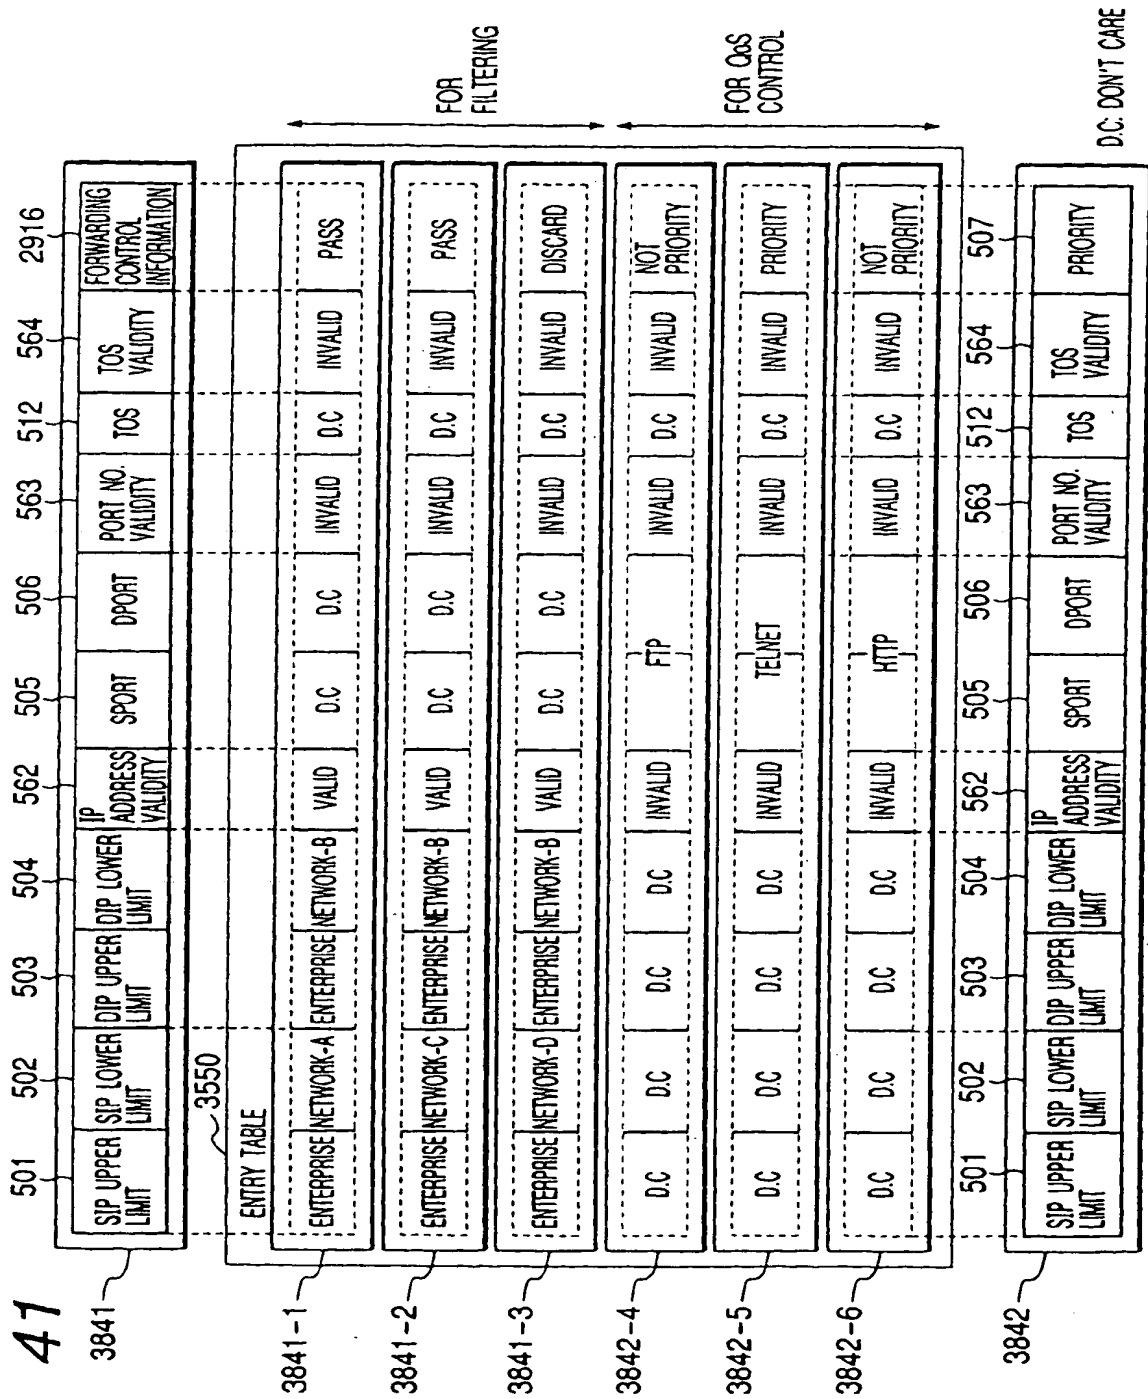 41
501 502 503 504 562 505 506 563 512 564 2916
3841
SIP UPPER LIMIT SIP LOWER LIMIT DIP UPPER LIMIT DIP LOWER LIMIT IP ADDRESS VALIDITY SPORT DPORT PORT NO. VALIDITY TOS TOS VALIDITY FORWARDING CONTROL INFORMATION
3550
ENTRY TABLE
3841-1 ENTERPRISE NETWORK-A ENTERPRISE NETWORK-B VALID D.C D.C INVALID D.C INVALID PASS
3841-2 ENTERPRISE NETWORK-C ENTERPRISE NETWORK-B VALID D.C D.C INVALID D.C INVALID PASS
3841-3 ENTERPRISE NETWORK-D ENTERPRISE NETWORK-B VALID D.C D.C INVALID D.C INVALID DISCARD
FOR FILTERING
3842-4 D.C D.C D.C D.C INVALID FTP INVALID D.C INVALID NOT PRIORITY
3842-5 D.C D.C D.C D.C INVALID TELNET INVALID D.C INVALID PRIORITY
3842-6 D.C D.C D.C D.C INVALID HTTP INVALID D.C INVALID NOT PRIORITY
FOR QoS CONTROL
501 502 503 504 562 505 506 563 512 564 507
3842
SIP UPPER LIMIT SIP LOWER LIMIT DIP UPPER LIMIT DIP LOWER LIMIT IP ADDRESS VALIDITY SPORT DPORT PORT NO. VALIDITY TOS TOS VALIDITY PRIORITY
D.C: DON'T CARE